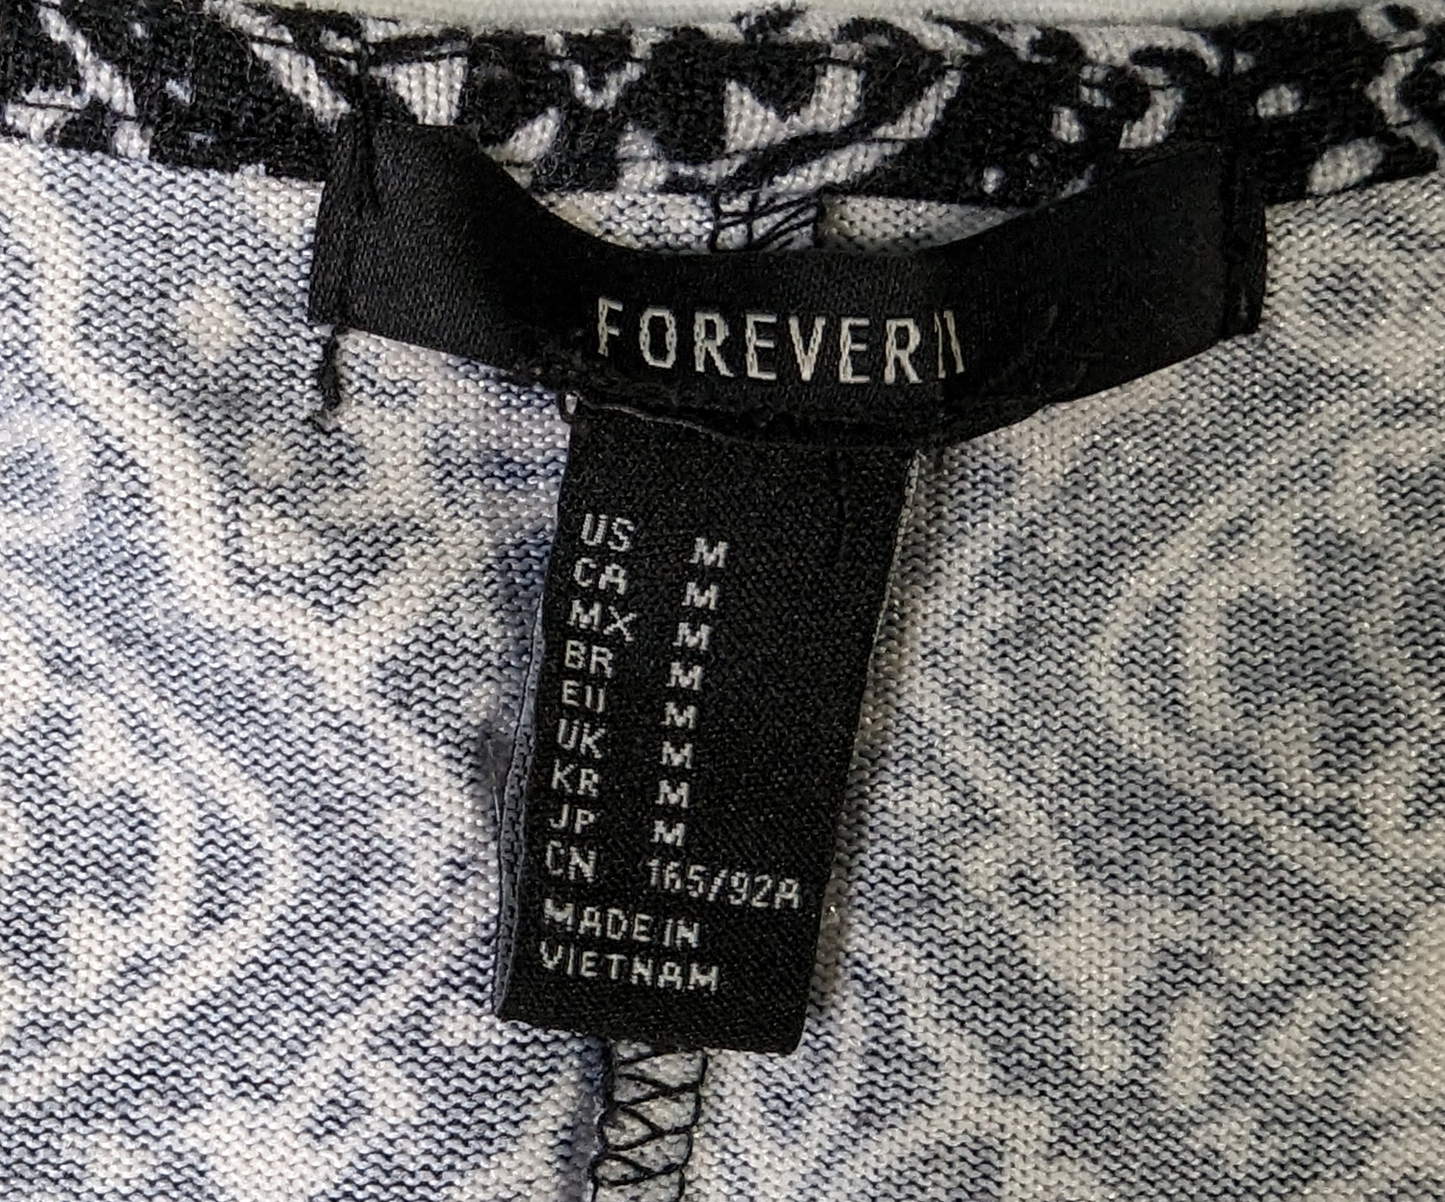 FOREVER 21
US M
CA M
MX M
BR M
EU M
UK M
KR M
JP M
CN 165/92A
MADE IN
VIETNAM